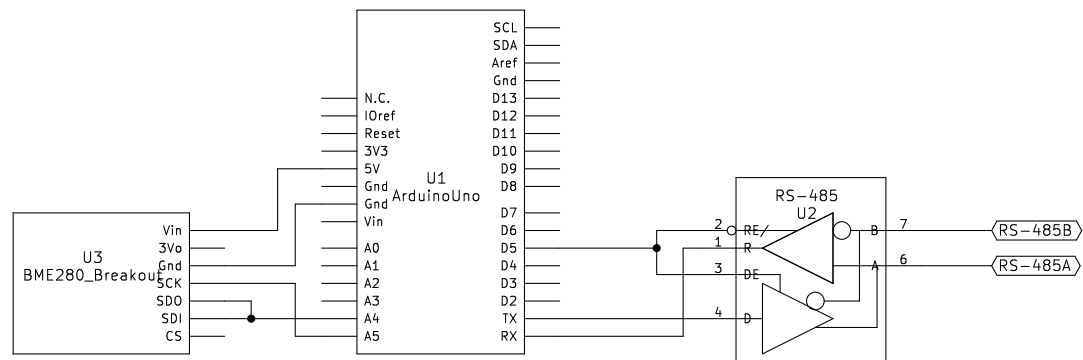 SCL
SDA
Aref
Gnd
N.C.
D13
IOref
D12
Reset
D11
3V3
D10
5V
D9
Gnd
D8
U1
ArduinoUno
Gnd
Vin
D7
D6
A0
D5
A1
D4
A2
D3
A3
D2
A4
TX
A5
RX
U3
BME280_Breakout
Vin
3Vo
Gnd
SCK
SDO
SDI
CS
RS-485
U2
2
RE/
1
R
3
DE
4
D
B
7
A
6
RS-485B
RS-485A